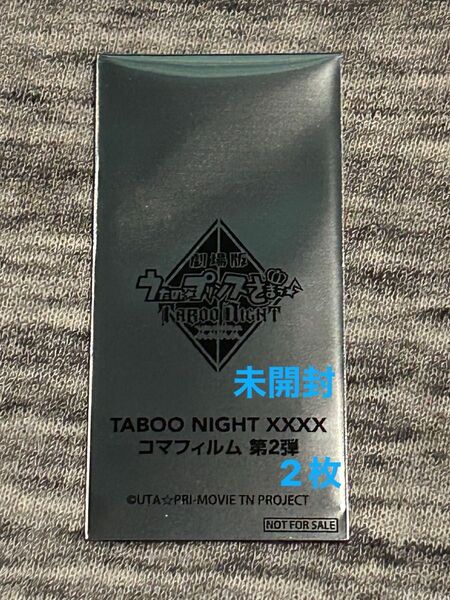 劇場版
うたの☆プリンスさまっ♪
TABOO NIGHT
XXXX
未開封
TABOO NIGHT XXXX
コマフィルム 第2弾
2枚
©UTA☆PRI-MOVIE TN PROJECT
NOT FOR SALE